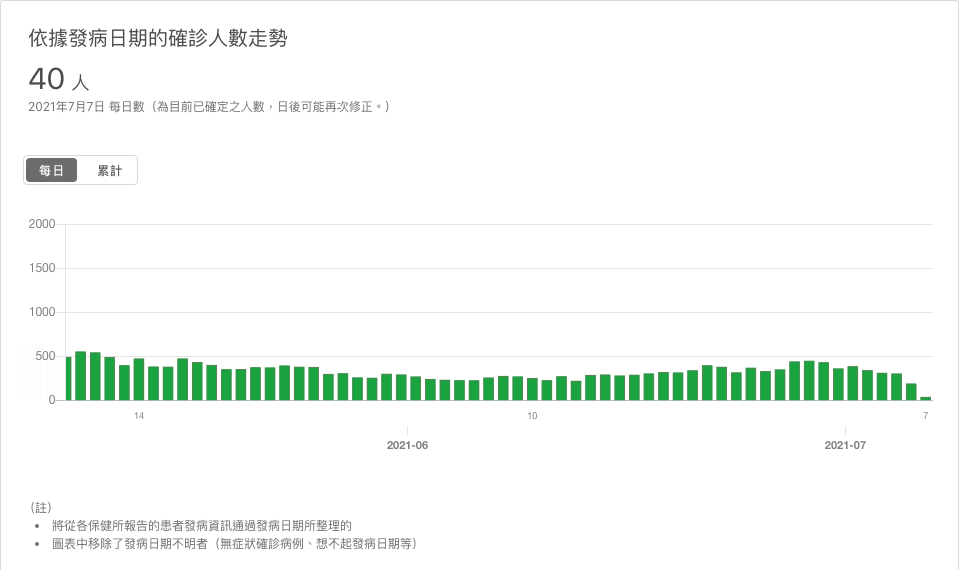 依據發病日期的確診人數走勢
40 人
2021年7月7日 每日數（為目前已確定之人數，日後可能再次修正。）
每日 累計
2000
1500
1000
500
0
14 10 7
2021-06 2021-07
（註）
• 將從各保健所報告的患者發病資訊通過發病日期所整理的
• 圖表中移除了發病日期不明者（無症狀確診病例、想不起發病日期等）